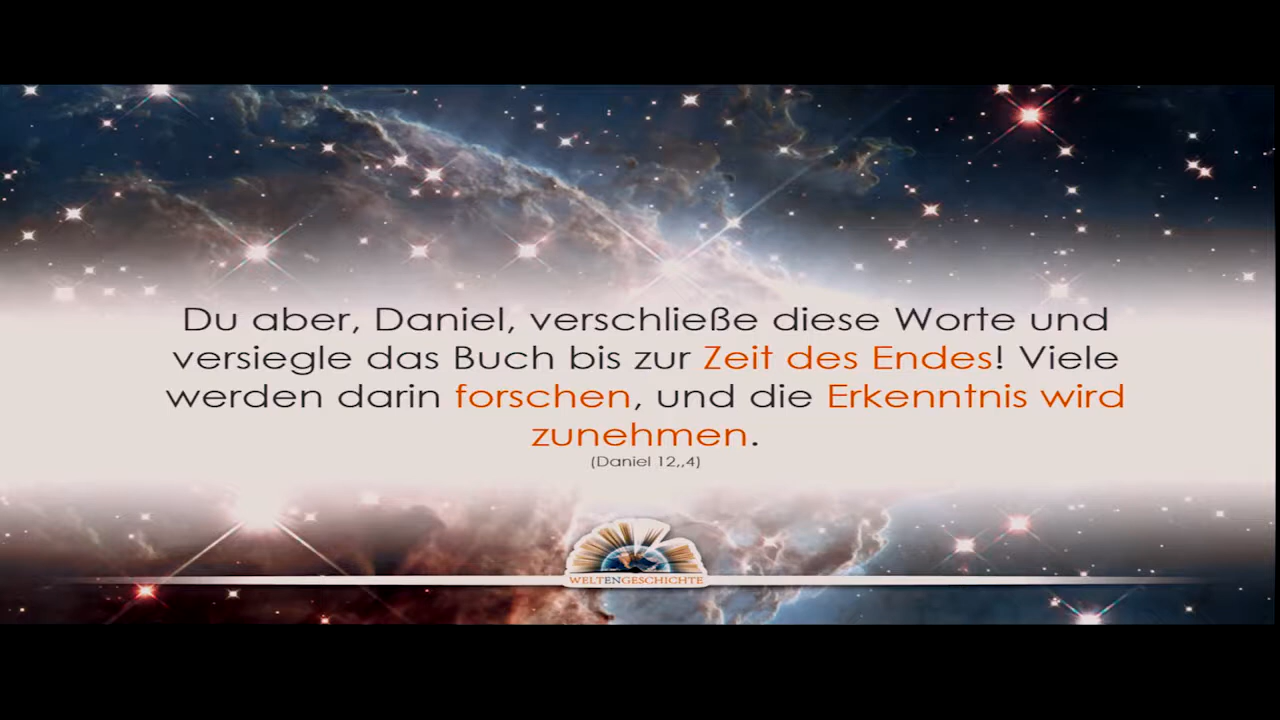 Du aber, Daniel, verschließe diese Worte und
versiegle das Buch bis zur Zeit des Endes! Viele
werden darin forschen, und die Erkenntnis wird
zunehmen.
(Daniel 12,,4)
WELTENGESCHICHTE